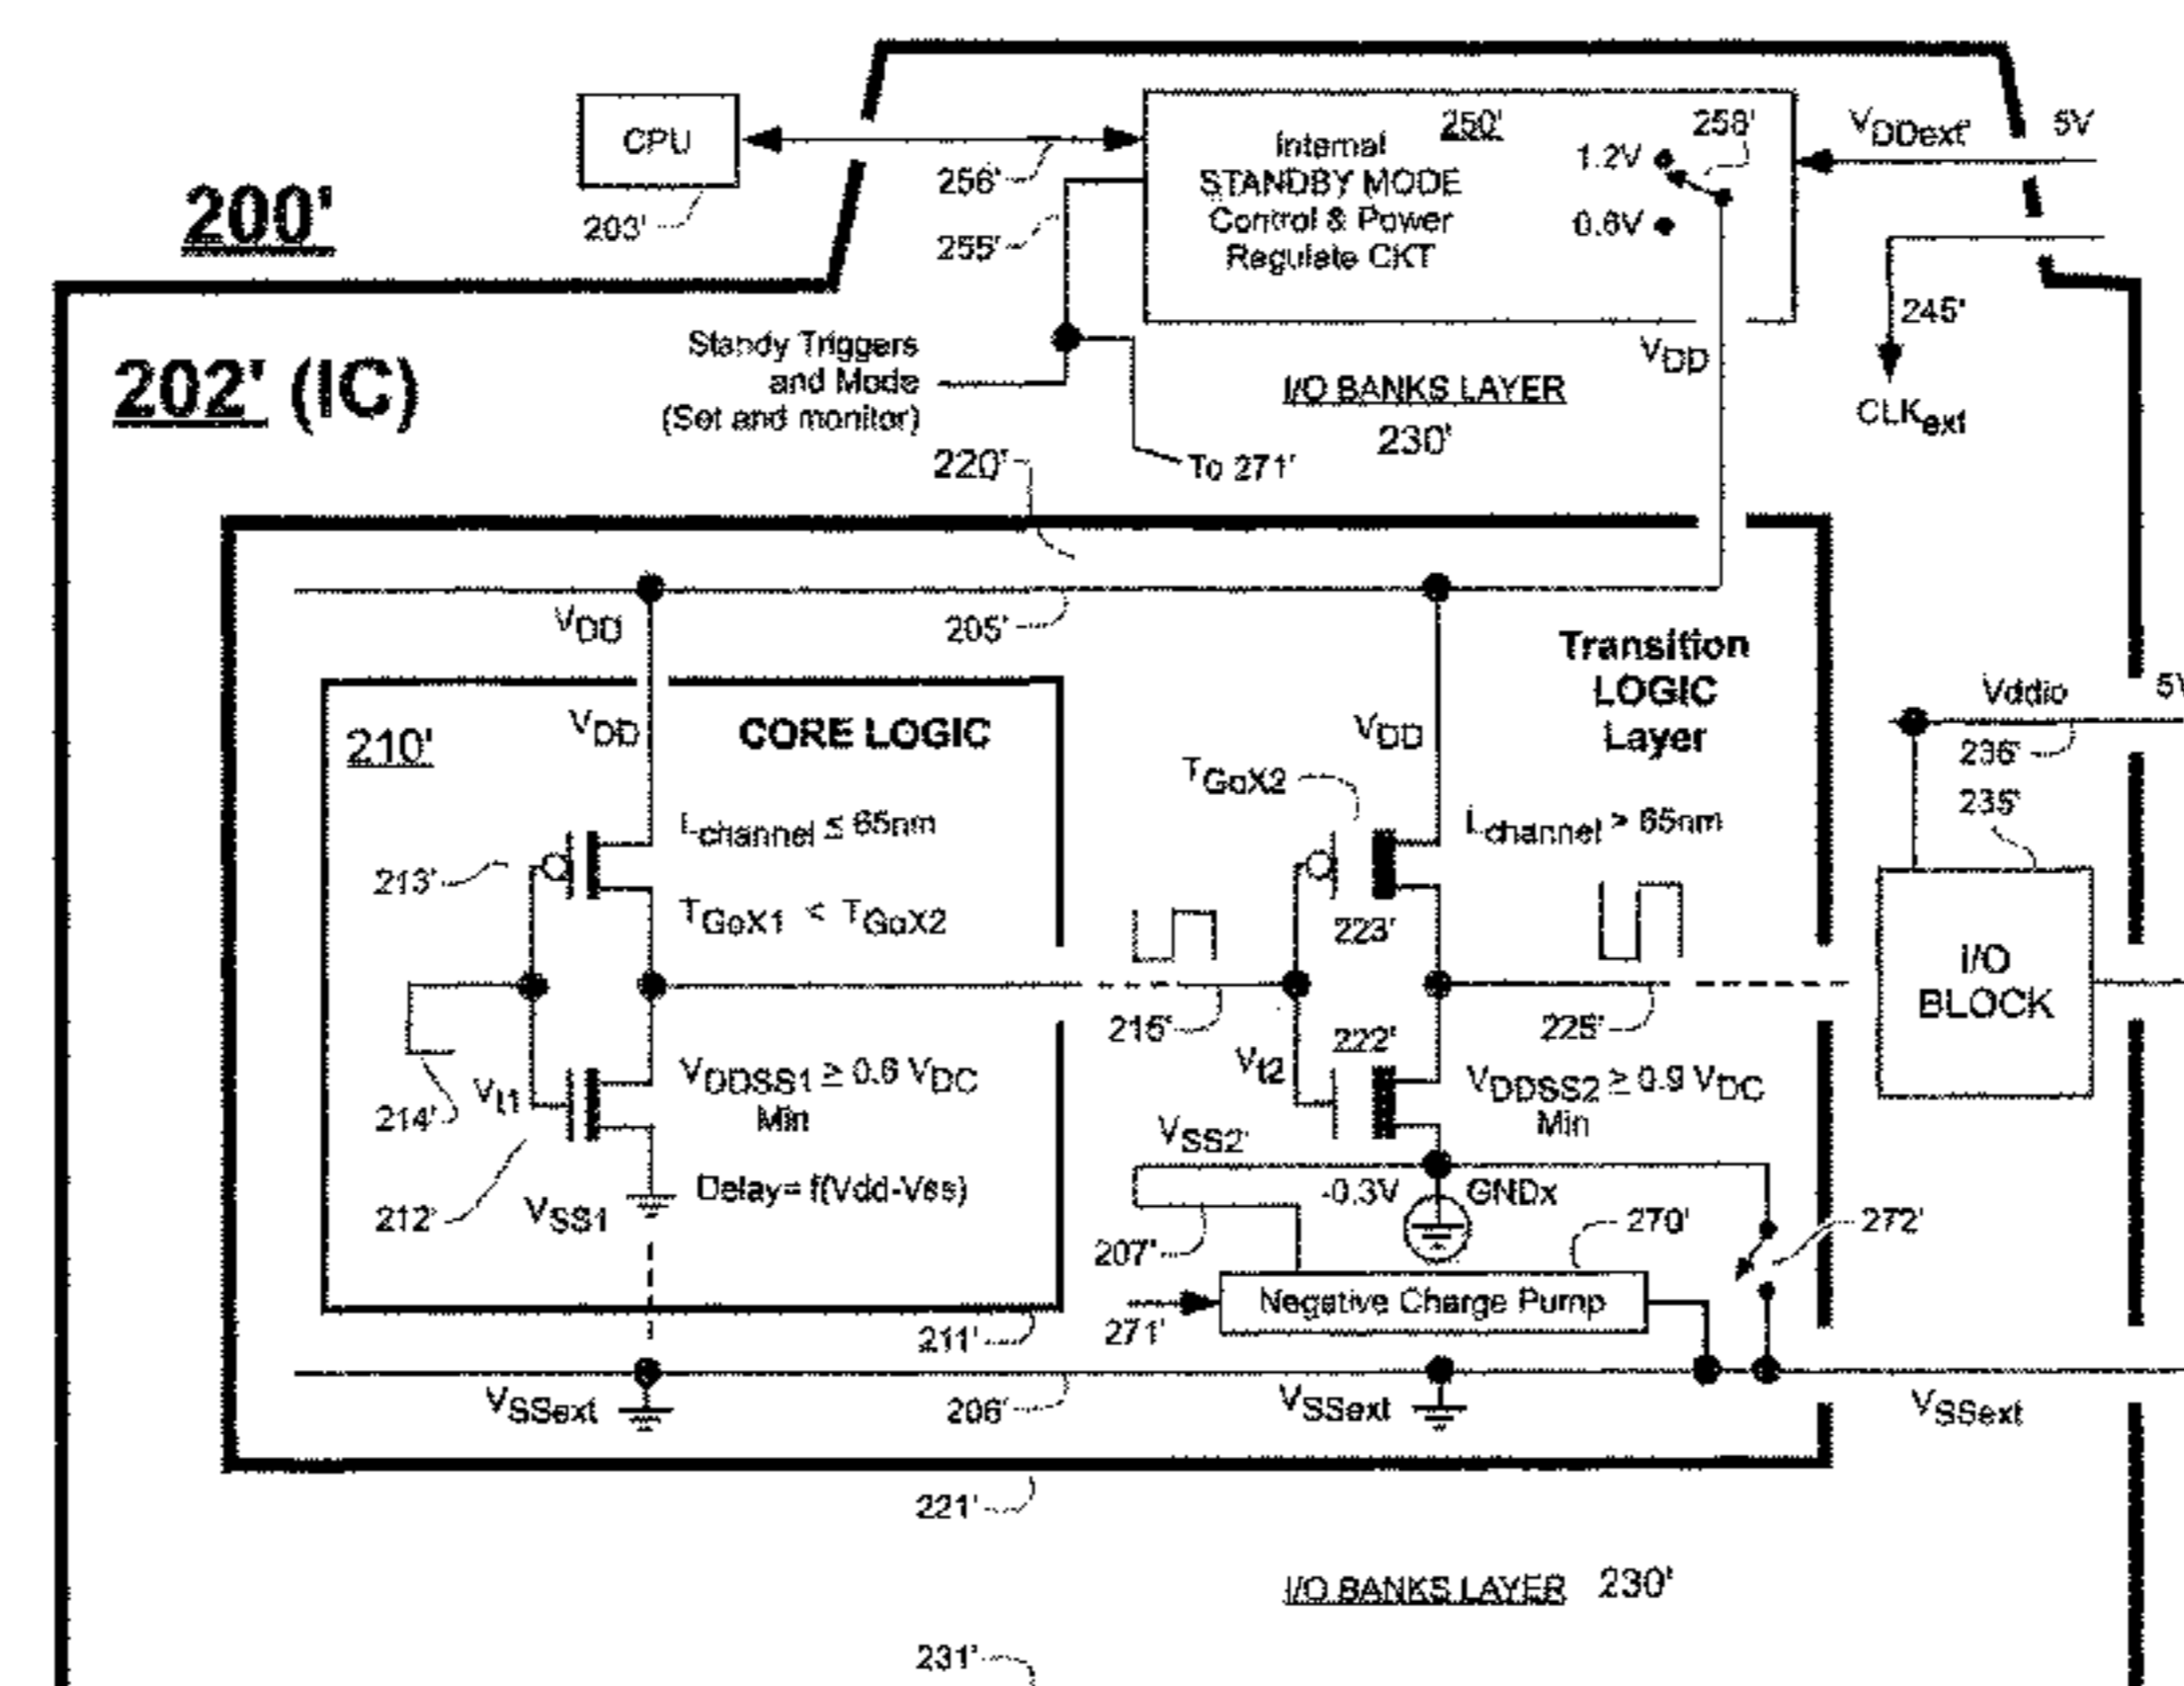 200'
CPU
203'
256'
255'
250'
Internal
STANDBY MODE
Control & Power
Regulate CKT
258'
1.2V
0.6V
VDDext'
5V
245'
CLKext
202' (IC)
Standy Triggers
and Mode
(Set and monitor)
To 271'
I/O BANKS LAYER
230'
VDD
220'
205'
VDD
210'
VDD
CORE LOGIC
Lchannel ≤ 65nm
213'
TGoX1 < TGoX2
214'
Vt1
VDDSS1 ≥ 0.6 VDC
Min
212'
VSS1
Delay= f(Vdd-Vss)
211'
215'
Transition
LOGIC
Layer
VDD
TGoX2
Lchannel > 65nm
223'
222'
225'
Vt2
VDDSS2 ≥ 0.9 VDC
Min
VSS2'
-0.3V
GNDx
207'
270'
272'
Negative Charge Pump
271'
Vddio
5V
236'
235'
I/O
BLOCK
VSSext
206'
VSSext
VSSext
221'
I/O BANKS LAYER 230'
231'